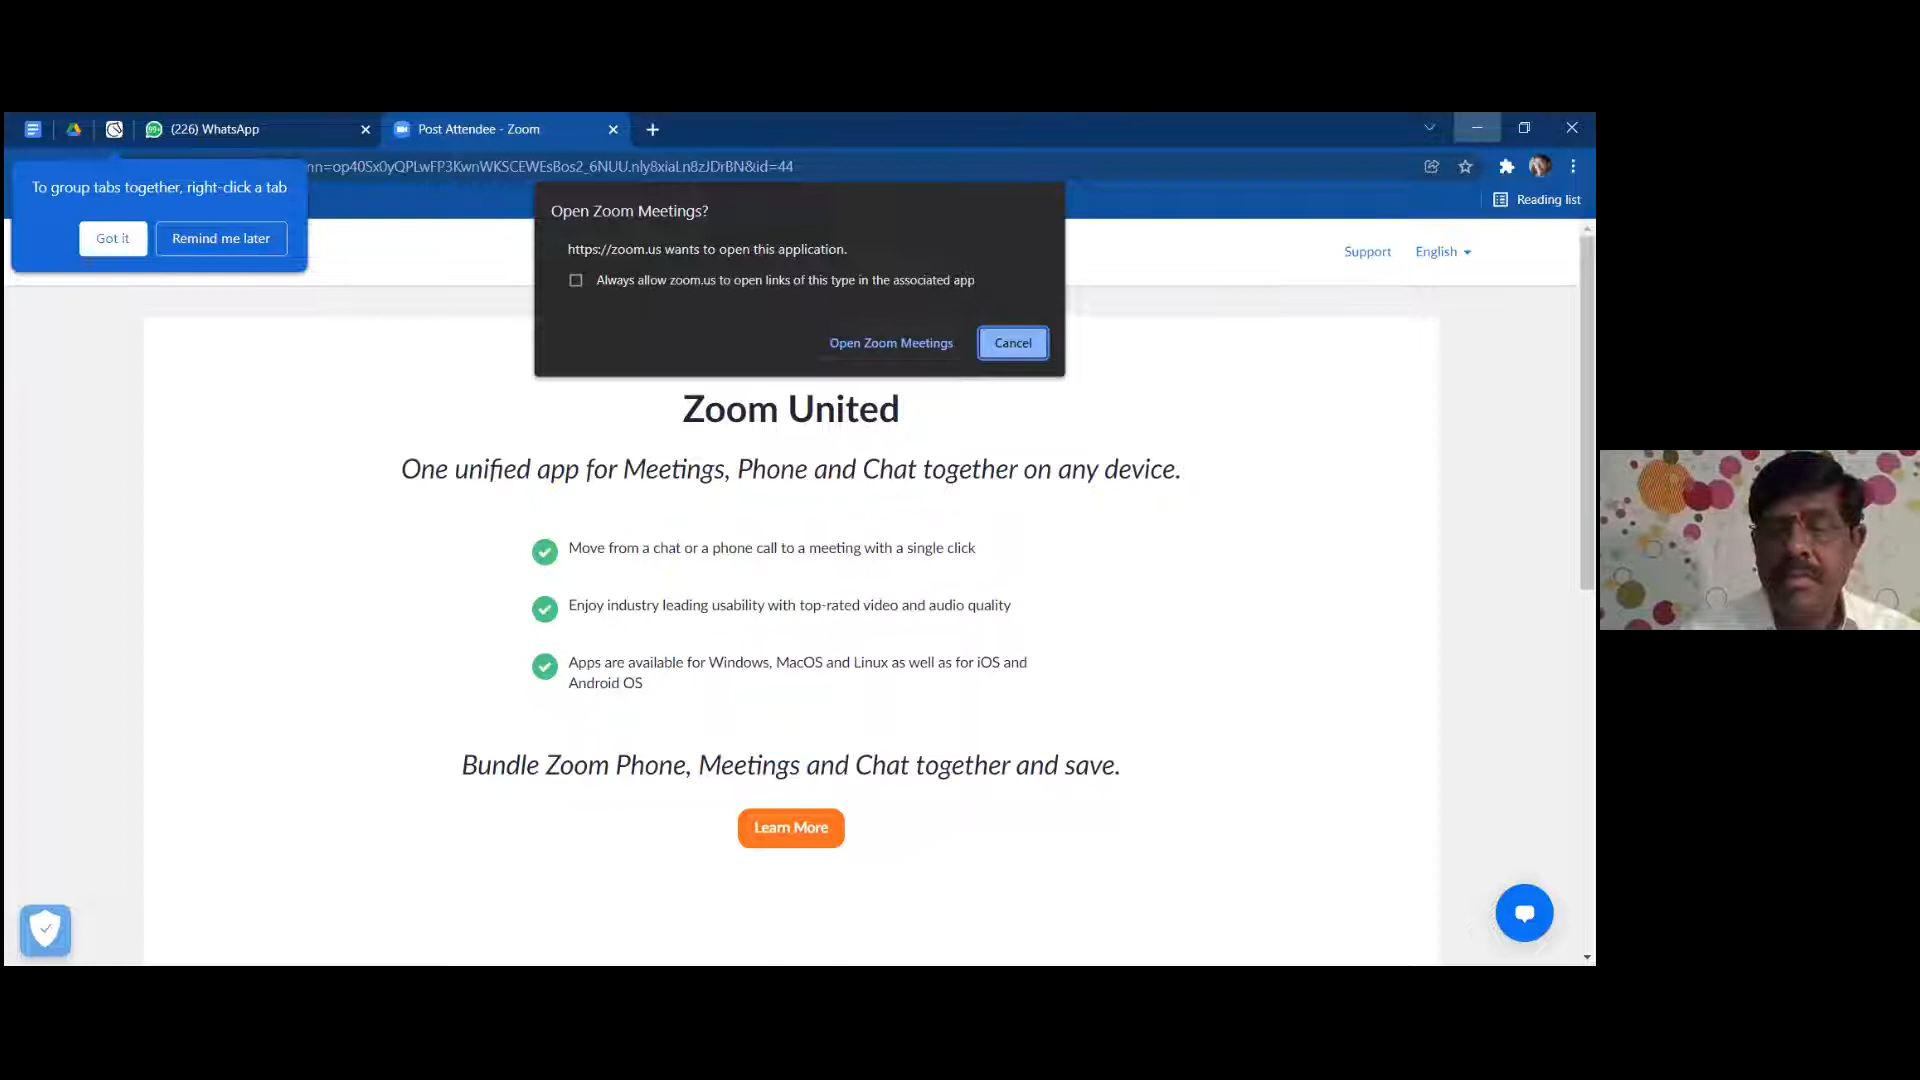 (226) WhatsApp
Post Attendee - Zoom
To group tabs together, right-click a tab
Got it
Remind me later
Reading list
Open Zoom Meetings?
https://zoom.us wants to open this application.
Always allow zoom.us to open links of this type in the associated app
Open Zoom Meetings
Cancel
Support
English
Zoom United
One unified app for Meetings, Phone and Chat together on any device.
Move from a chat or a phone call to a meeting with a single click
Enjoy industry leading usability with top-rated video and audio quality
Apps are available for Windows, MacOS and Linux as well as for iOS and
Android OS
Bundle Zoom Phone, Meetings and Chat together and save.
Learn More